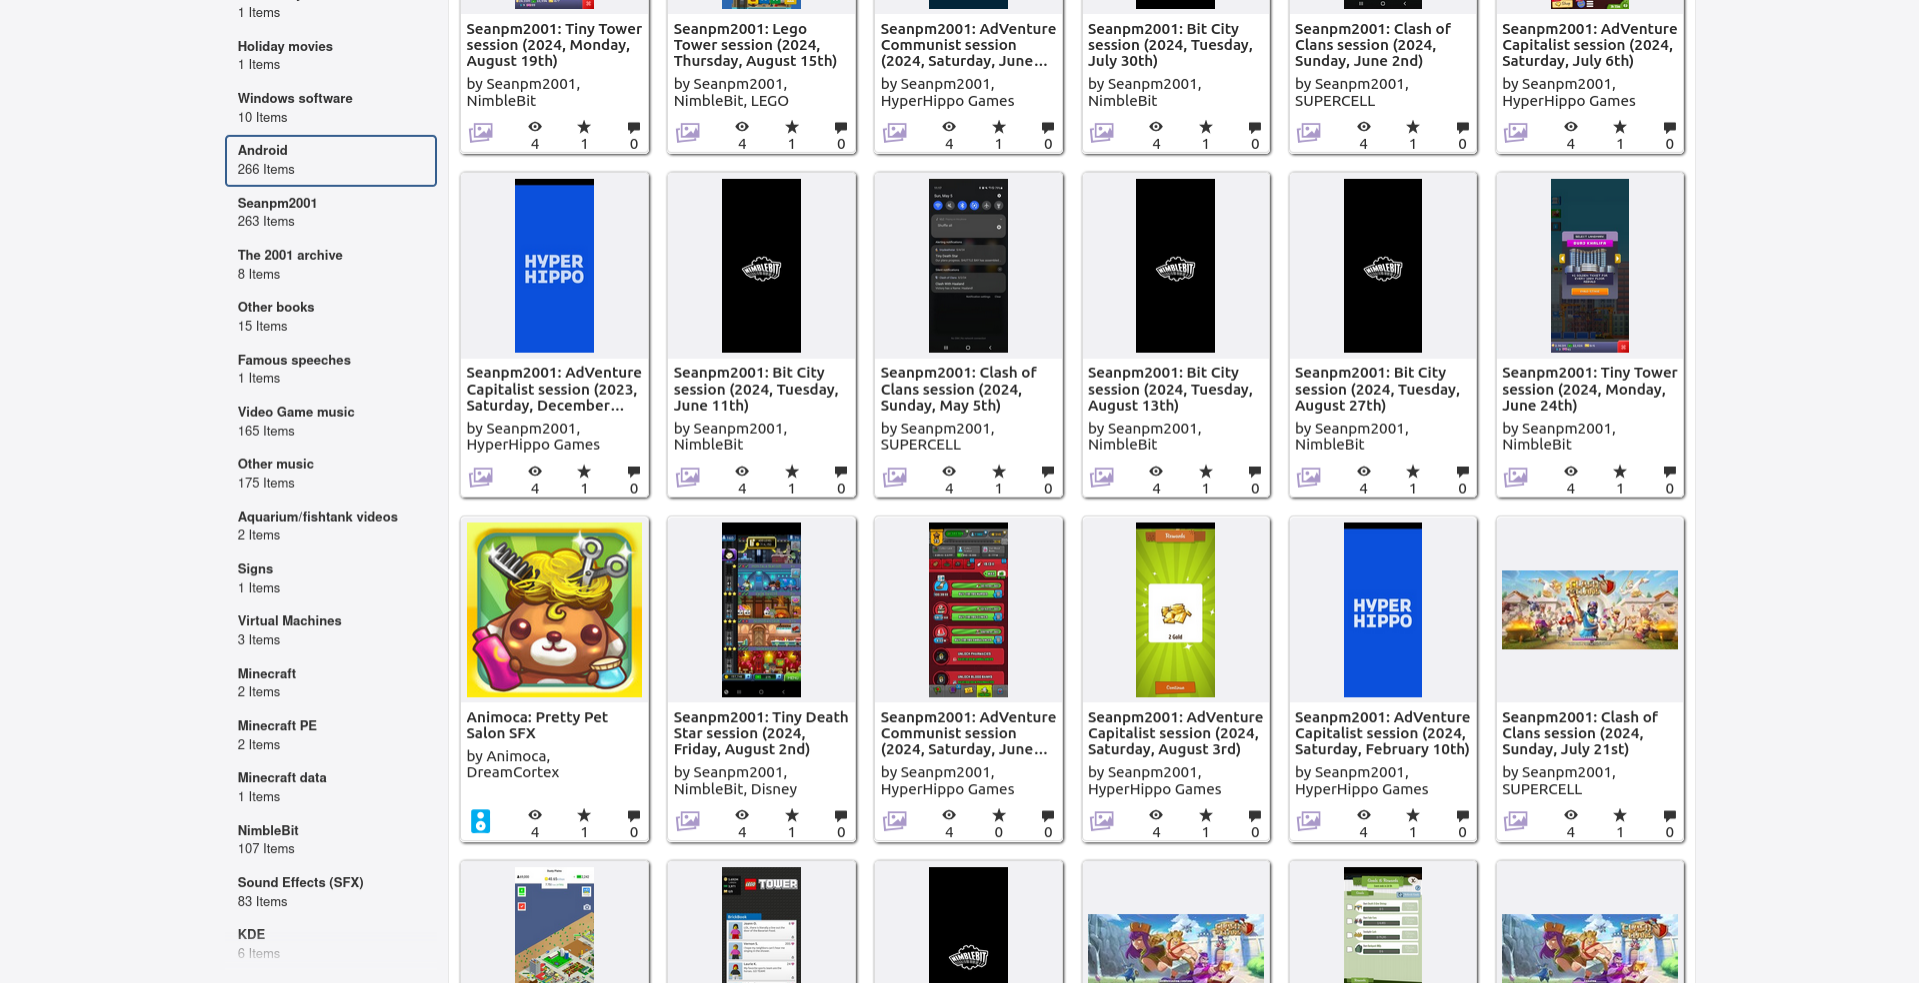 1 Items
Holiday movies
1 Items
Windows software
10 Items
Android
266 Items
Seanpm2001
263 Items
The 2001 archive
8 Items
Other books
15 Items
Famous speeches
1 Items
Video Game music
165 Items
Other music
175 Items
Aquarium/fishtank videos
2 Items
Signs
1 Items
Virtual Machines
3 Items
Minecraft
2 Items
Minecraft PE
2 Items
Minecraft data
1 Items
NimbleBit
107 Items
Sound Effects (SFX)
83 Items
KDE
6 Items
Seanpm2001: Tiny Tower
session (2024, Monday,
August 19th)
by Seanpm2001,
NimbleBit
4 1 0
Seanpm2001: Lego
Tower session (2024,
Thursday, August 15th)
by Seanpm2001,
NimbleBit, LEGO
4 1 0
Seanpm2001: AdVenture
Communist session
(2024, Saturday, June...
by Seanpm2001,
HyperHippo Games
4 1 0
Seanpm2001: Bit City
session (2024, Tuesday,
July 30th)
by Seanpm2001,
NimbleBit
4 1 0
Seanpm2001: Clash of
Clans session (2024,
Sunday, June 2nd)
by Seanpm2001,
SUPERCELL
4 1 0
Seanpm2001: AdVenture
Capitalist session (2024,
Saturday, July 6th)
by Seanpm2001,
HyperHippo Games
4 1 0
HYPER
HIPPO
Seanpm2001: AdVenture
Capitalist session (2023,
Saturday, December...
by Seanpm2001,
HyperHippo Games
4 1 0
NIMBLEBIT
Seanpm2001: Bit City
session (2024, Tuesday,
June 11th)
by Seanpm2001,
NimbleBit
4 1 0
Seanpm2001: Clash of
Clans session (2024,
Sunday, May 5th)
by Seanpm2001,
SUPERCELL
4 1 0
NIMBLEBIT
Seanpm2001: Bit City
session (2024, Tuesday,
August 13th)
by Seanpm2001,
NimbleBit
4 1 0
NIMBLEBIT
Seanpm2001: Bit City
session (2024, Tuesday,
August 27th)
by Seanpm2001,
NimbleBit
4 1 0
Seanpm2001: Tiny Tower
session (2024, Monday,
June 24th)
by Seanpm2001,
NimbleBit
4 1 0
Animoca: Pretty Pet
Salon SFX
by Animoca,
DreamCortex
4 1 0
Seanpm2001: Tiny Death
Star session (2024,
Friday, August 2nd)
by Seanpm2001,
NimbleBit, Disney
4 1 0
Seanpm2001: AdVenture
Communist session
(2024, Saturday, June...
by Seanpm2001,
HyperHippo Games
4 0 0
Rewards
2 Gold
Continue
Seanpm2001: AdVenture
Capitalist session (2024,
Saturday, August 3rd)
by Seanpm2001,
HyperHippo Games
4 1 0
HYPER
HIPPO
Seanpm2001: AdVenture
Capitalist session (2024,
Saturday, February 10th)
by Seanpm2001,
HyperHippo Games
4 1 0
Seanpm2001: Clash of
Clans session (2024,
Sunday, July 21st)
by Seanpm2001,
SUPERCELL
4 1 0
LEGO TOWER
NIMBLEBIT